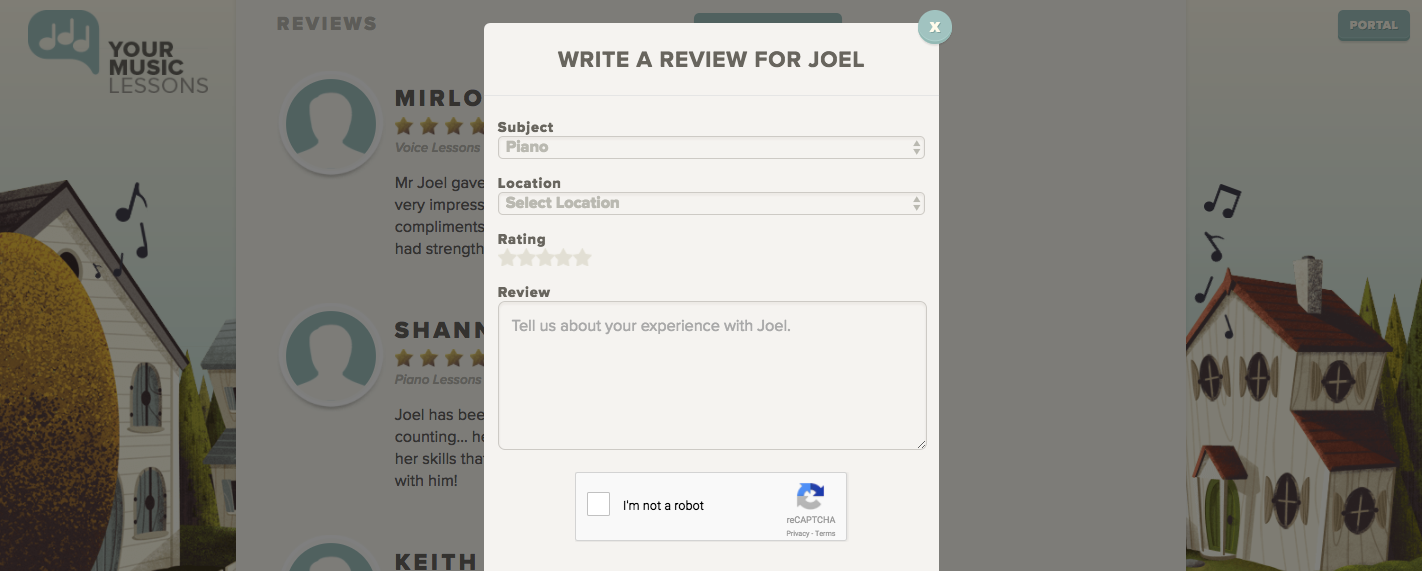 YOUR
MUSIC
LESSONS
REVIEWS
PORTAL
MIRLO
Voice Lessons
Mr Joel gave
very impress
compliments
had strength
SHANN
Piano Lessons
Joel has bee
counting... he
her skills tha
with him!
KEITH
X
WRITE A REVIEW FOR JOEL
Subject
Piano
Location
Select Location
Rating
Review
Tell us about your experience with Joel.
I'm not a robot
reCAPTCHA
Privacy - Terms